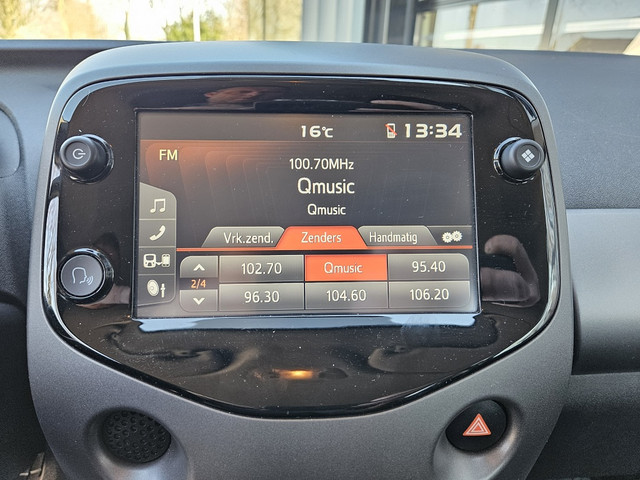 16°C 13:34
FM
100.70MHz
Qmusic
Qmusic
Vrk.zend. Zenders Handmatig
102.70 Qmusic 95.40
2/4
96.30 104.60 106.20